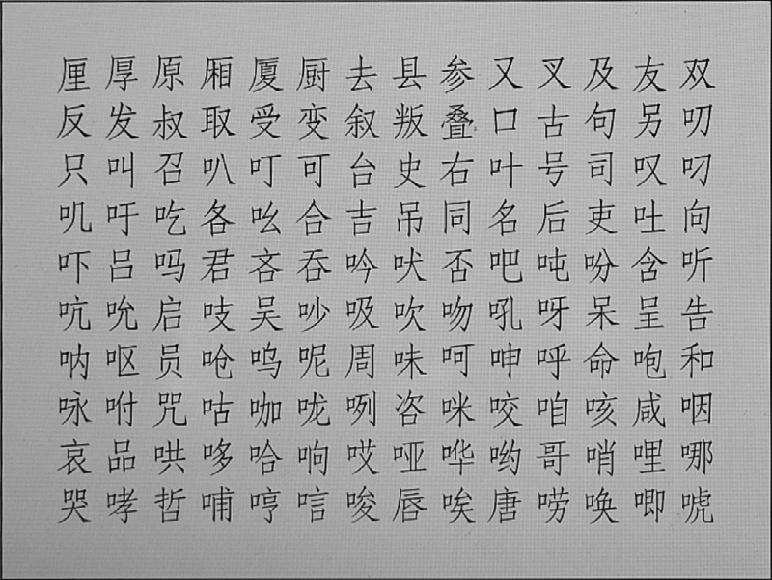 厘厚原厢厦厨去县参又叉及友双
反发叔取受变叙叛叠口古句另叨
只叫召叭叮可台史右叶号司叹叼
叽吁吃各吆合吉吊同名后吏吐向
吓吕吗君吝吞吟吠否吧吨吩含听
吭吮启吱吴吵吸吹吻吼呀呆呈告
呐呕员呛呜呢周味呵呻呼命咆和
咏咐咒咕咖咙咧咨咪咬咱咳咸咽
哀品哄哆哈响哎哑哗哟哥哨哩哪
哭哮哲哺哼唁唆唇唉唐唠唤唧唬